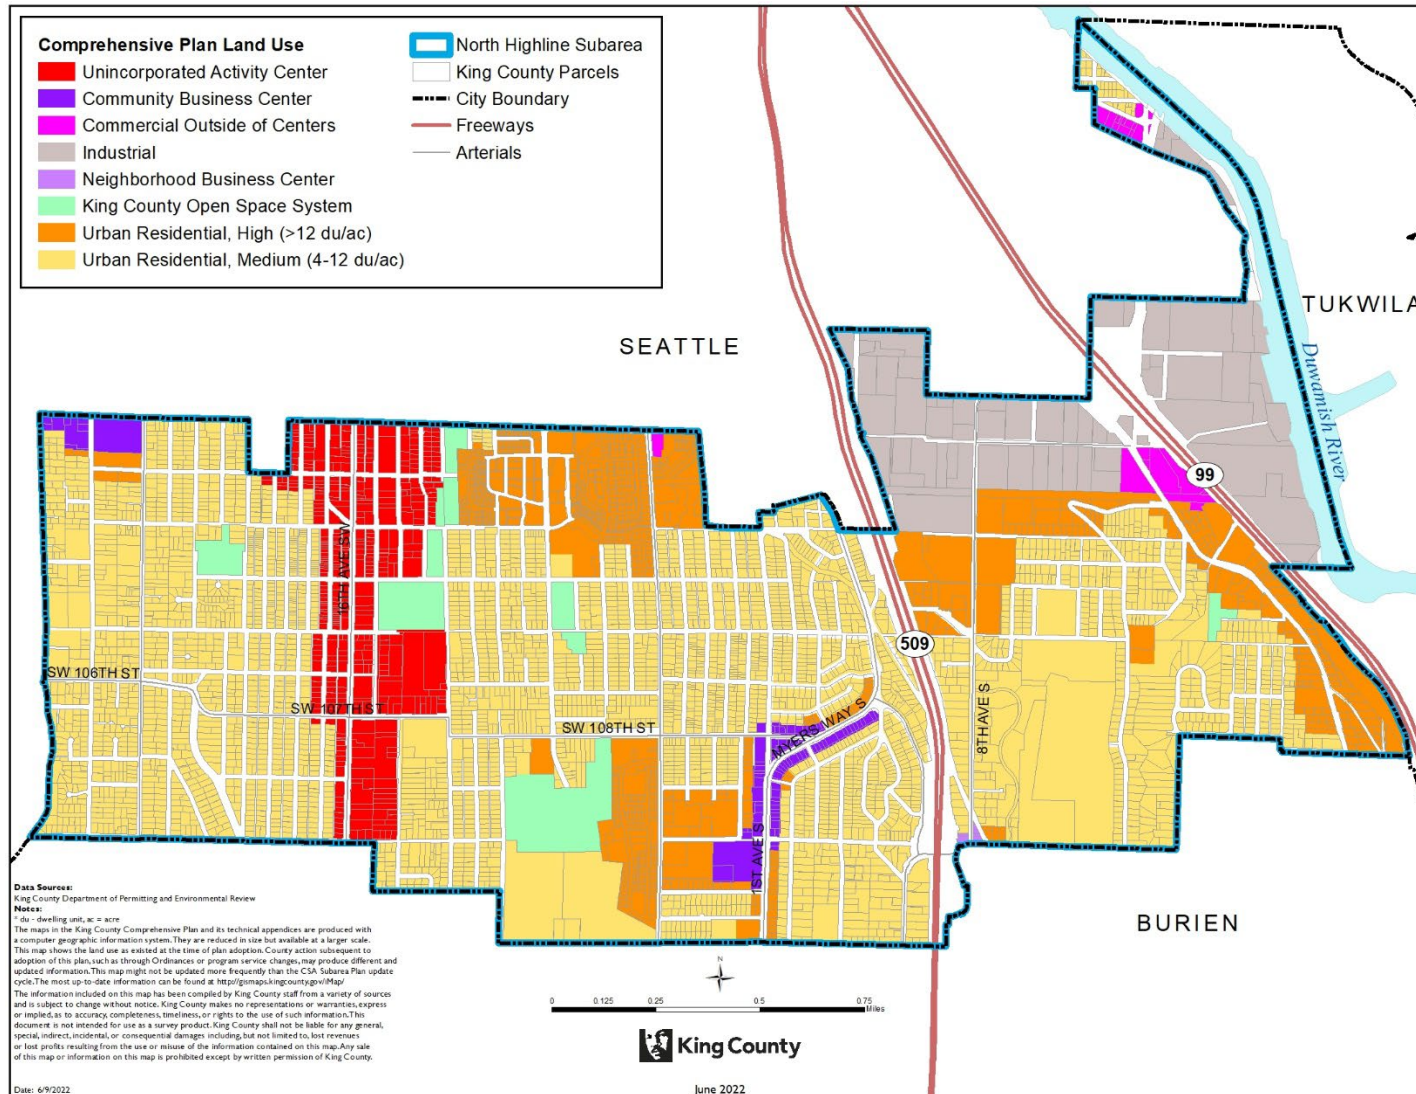 Comprehensive Plan Land Use
Unincorporated Activity Center
Community Business Center
Commercial Outside of Centers
Industrial
Neighborhood Business Center
King County Open Space System
Urban Residential, High (>12 du/ac)
Urban Residential, Medium (4-12 du/ac)
North Highline Subarea
King County Parcels
City Boundary
Freeways
Arterials
SEATTLE
TUKWILA
Duwamish River
99
509
16TH AVE SW
SW 106TH ST
SW 107TH ST
SW 108TH ST
MYERS WAY S
8TH AVE S
1ST AVE S
BURIEN
Data Sources:
King County Department of Permitting and Environmental Review
Notes:
* du - dwelling unit, ac = acre
The maps in the King County Comprehensive Plan and its technical appendices are produced with
a computer geographic information system. They are reduced in size but available at a larger scale.
This map shows the land use as existed at the time of plan adoption. County action subsequent to
adoption of this plan, such as through Ordinances or program service changes, may produce different and
updated information. This map might not be updated more frequently than the CSA Subarea Plan update
cycle. The most up-to-date information can be found at http://gismaps.kingcounty.gov/iMap/
The information included on this map has been compiled by King County staff from a variety of sources
and is subject to change without notice. King County makes no representations or warranties, express
or implied, as to accuracy, completeness, timeliness, or rights to the use of such information. This
document is not intended for use as a survey product. King County shall not be liable for any general,
special, indirect, incidental, or consequential damages including, but not limited to, lost revenues
or lost profits resulting from the use or misuse of the information contained on this map. Any sale
of this map or information on this map is prohibited except by written permission of King County.
Date: 6/9/2022
N
0 0.125 0.25 0.5 0.75
Miles
King County
June 2022